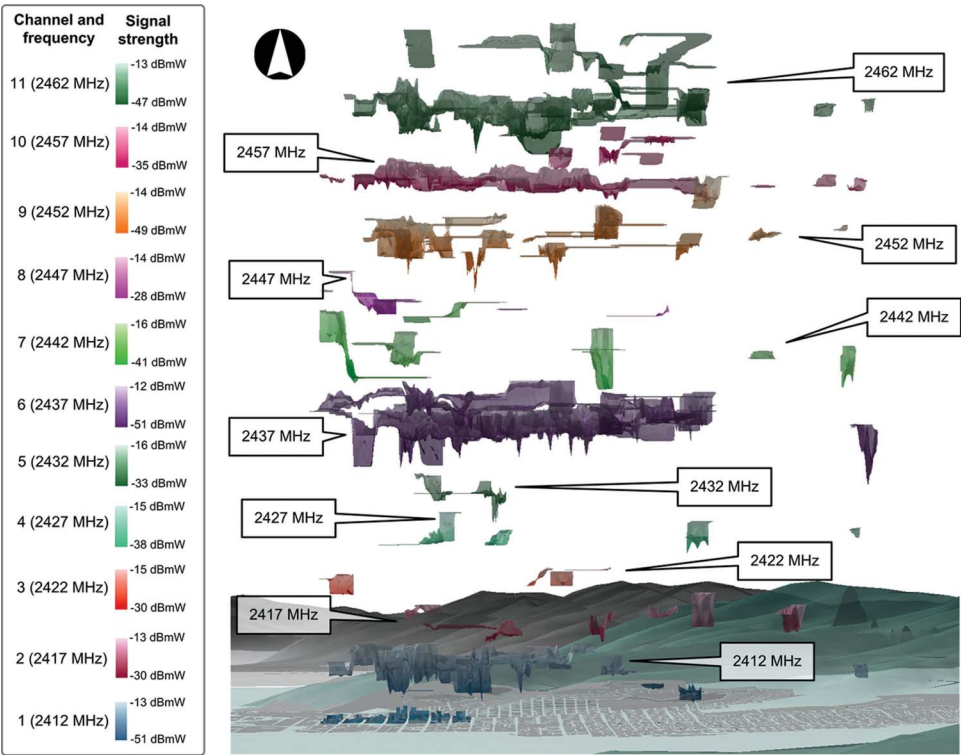 Channel and frequency
Signal strength
11 (2462 MHz)
-13 dBmW
-47 dBmW
10 (2457 MHz)
-14 dBmW
-35 dBmW
9 (2452 MHz)
-14 dBmW
-49 dBmW
8 (2447 MHz)
-14 dBmW
-28 dBmW
7 (2442 MHz)
-16 dBmW
-41 dBmW
6 (2437 MHz)
-12 dBmW
-51 dBmW
5 (2432 MHz)
-16 dBmW
-33 dBmW
4 (2427 MHz)
-15 dBmW
-38 dBmW
3 (2422 MHz)
-15 dBmW
-30 dBmW
2 (2417 MHz)
-13 dBmW
-30 dBmW
1 (2412 MHz)
-13 dBmW
-51 dBmW
2462 MHz
2457 MHz
2452 MHz
2447 MHz
2442 MHz
2437 MHz
2432 MHz
2427 MHz
2422 MHz
2417 MHz
2412 MHz